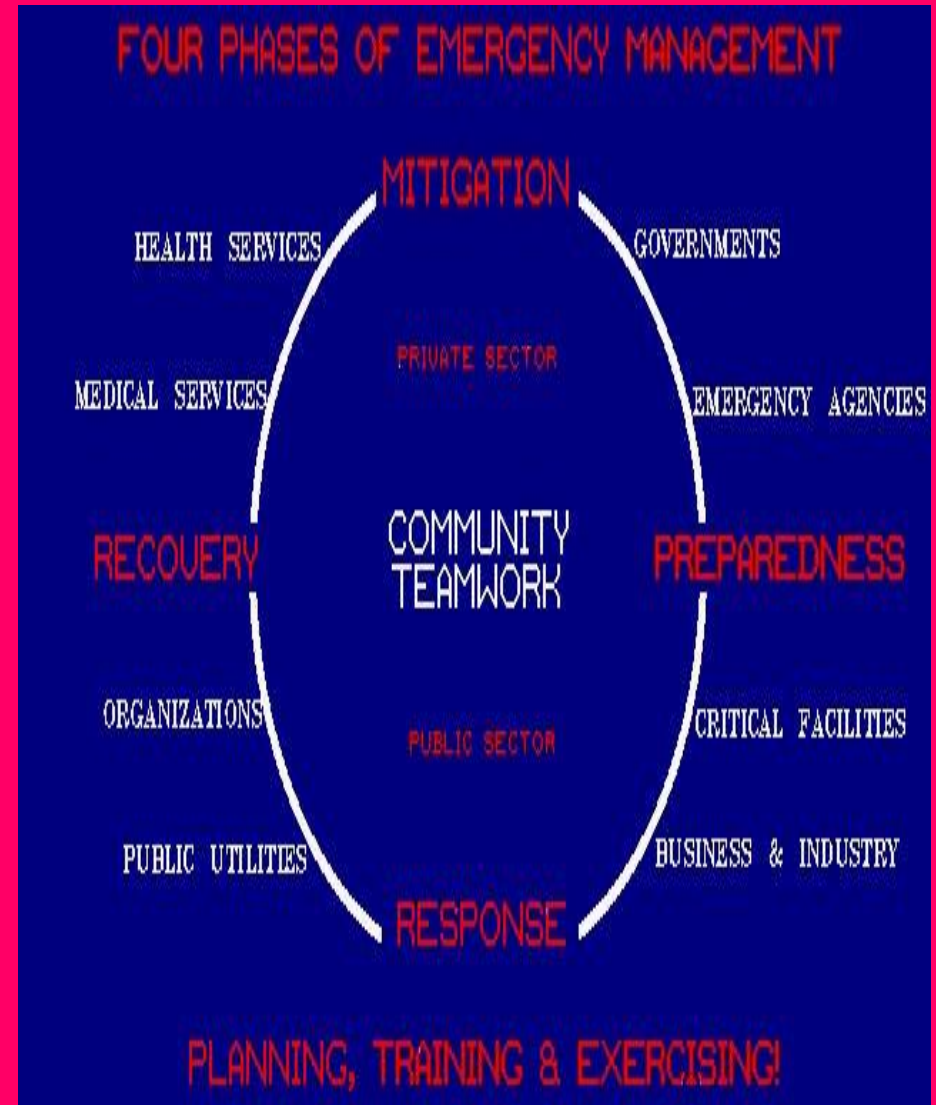 FOUR PHASES OF EMERGENCY MANAGEMENT
MITIGATION
HEALTH SERVICES
GOVERNMENTS
PRIVATE SECTOR
MEDICAL SERVICES
EMERGENCY AGENCIES
COMMUNITY
TEAMWORK
RECOVERY
PREPAREDNESS
ORGANIZATIONS
CRITICAL FACILITIES
PUBLIC SECTOR
PUBLIC UTILITIES
BUSINESS & INDUSTRY
RESPONSE
PLANNING, TRAINING & EXERCISING!